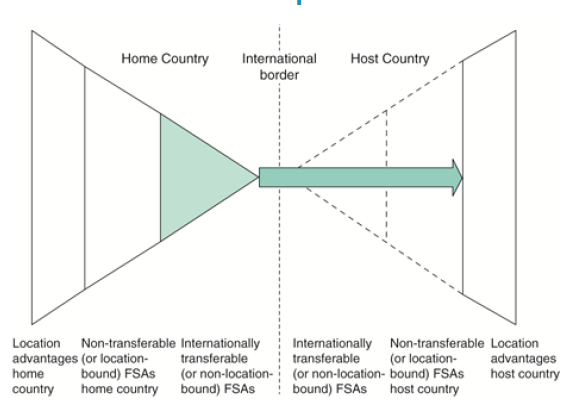 Home Country
International
border
Host Country
Location
advantages
home
country
Non-transferable
(or location-
bound) FSAs
home country
Internationally
transferable
(or non-location-
bound) FSAs
Internationally
transferable
(or non-location-
bound) FSAs
Non-transferable
(or location-
bound) FSAs
host country
Location
advantages
host country